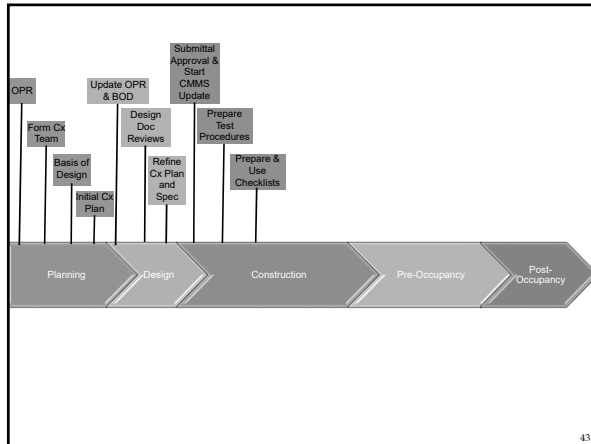 OPR
Form Cx
Team
Basis of
Design
Initial Cx
Plan
Update OPR
& BOD
Design
Doc
Reviews
Refine
Cx Plan
and
Spec
Submittal
Approval &
Start
CMMS
Update
Prepare
Test
Procedures
Prepare &
Use
Checklists
Planning
Design
Construction
Pre-Occupancy
Post-
Occupancy
43